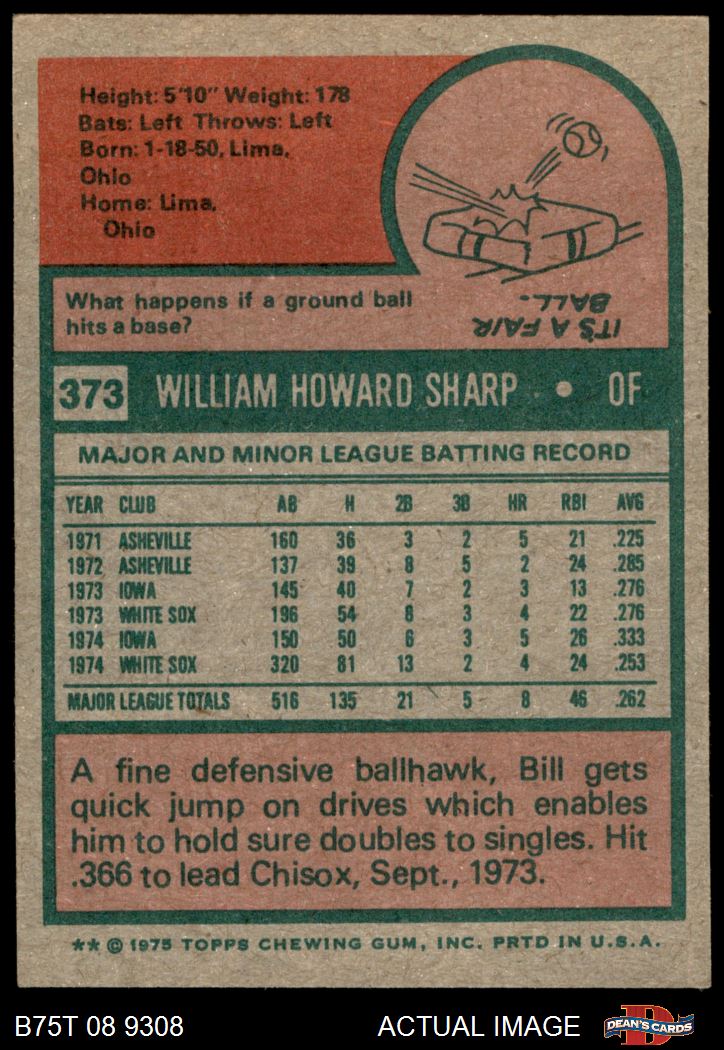 Height: 5'10" Weight: 178
Bats: Left Throws: Left
Born: 1-18-50, Lima,
Ohio
Home: Lima,
Ohio
What happens if a ground ball
hits a base?
IT'S A FAIR
BALL.
373 WILLIAM HOWARD SHARP • OF
MAJOR AND MINOR LEAGUE BATTING RECORD
YEAR CLUB AB H 2B 3B HR RBI AVG
1971 ASHEVILLE 160 36 3 2 5 21 .225
1972 ASHEVILLE 137 39 8 5 2 24 .285
1973 IOWA 145 40 7 2 3 13 .276
1973 WHITE SOX 196 54 8 3 4 22 .276
1974 IOWA 150 50 6 3 5 26 .333
1974 WHITE SOX 320 81 13 2 4 24 .253
MAJOR LEAGUE TOTALS 516 135 21 5 8 46 .262
A fine defensive ballhawk, Bill gets
quick jump on drives which enables
him to hold sure doubles to singles. Hit
.366 to lead Chisox, Sept., 1973.
** © 1975 TOPPS CHEWING GUM, INC. PRTD IN U.S.A.
B75T 08 9308 ACTUAL IMAGE D DEAN'S CARDS